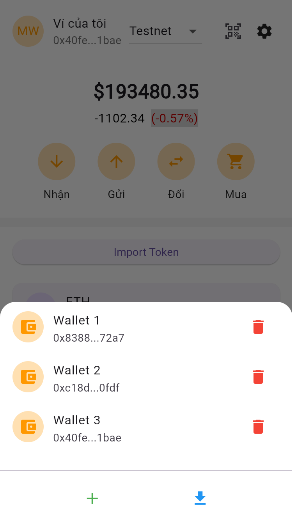 MW
Ví của tôi
0x40fe...1bae
Testnet
$193480.35
-1102.34 (-0.57%)
Nhận
Gửi
Đổi
Mua
Import Token
ETH
Wallet 1
0x8388...72a7
Wallet 2
0xc18d...0fdf
Wallet 3
0x40fe...1bae